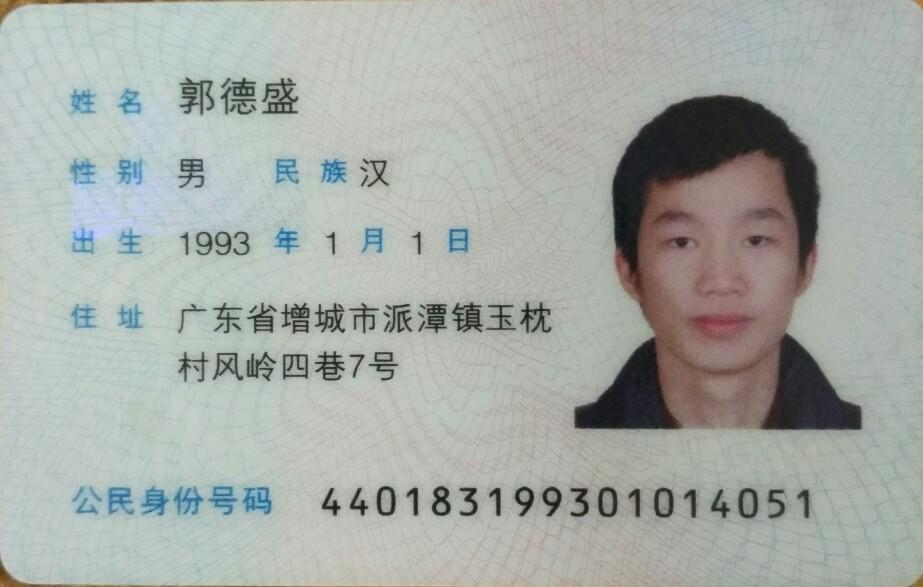 姓名 郭德盛
性别 男 民族 汉
出生 1993 年 1 月 1 日
住址 广东省增城市派潭镇玉枕
村风岭四巷7号
公民身份号码 440183199301014051